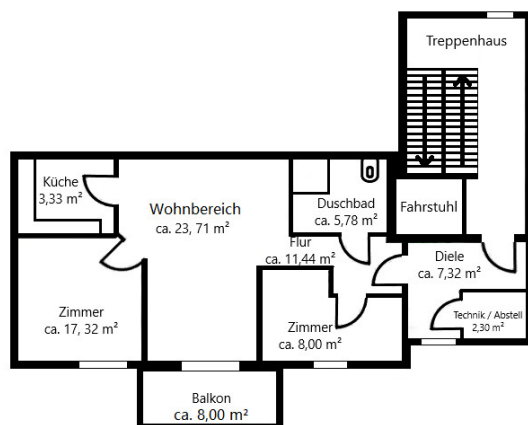 Treppenhaus
Küche
3,33 m²
Wohnbereich
ca. 23, 71 m²
Duschbad
ca. 5,78 m²
Fahrstuhl
Flur
ca. 11,44 m²
Diele
ca. 7,32 m²
Zimmer
ca. 17, 32 m²
Zimmer
ca. 8,00 m²
Technik / Abstell
2,30 m²
Balkon
ca. 8,00 m²